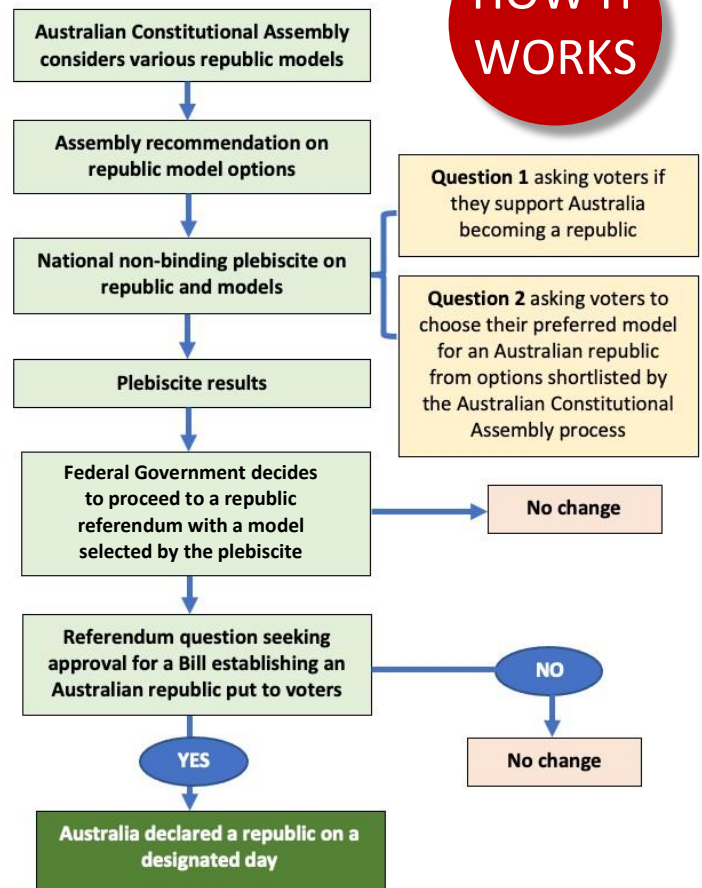 HOW IT
WORKS
Australian Constitutional Assembly
considers various republic models
Assembly recommendation on
republic model options
National non-binding plebiscite on
republic and models
Question 1 asking voters if
they support Australia
becoming a republic
Question 2 asking voters to
choose their preferred model
for an Australian republic
from options shortlisted by
the Australian Constitutional
Assembly process
Plebiscite results
Federal Government decides
to proceed to a republic
referendum with a model
selected by the plebiscite
No change
Referendum question seeking
approval for a Bill establishing an
Australian republic put to voters
NO
No change
YES
Australia declared a republic on a
designated day